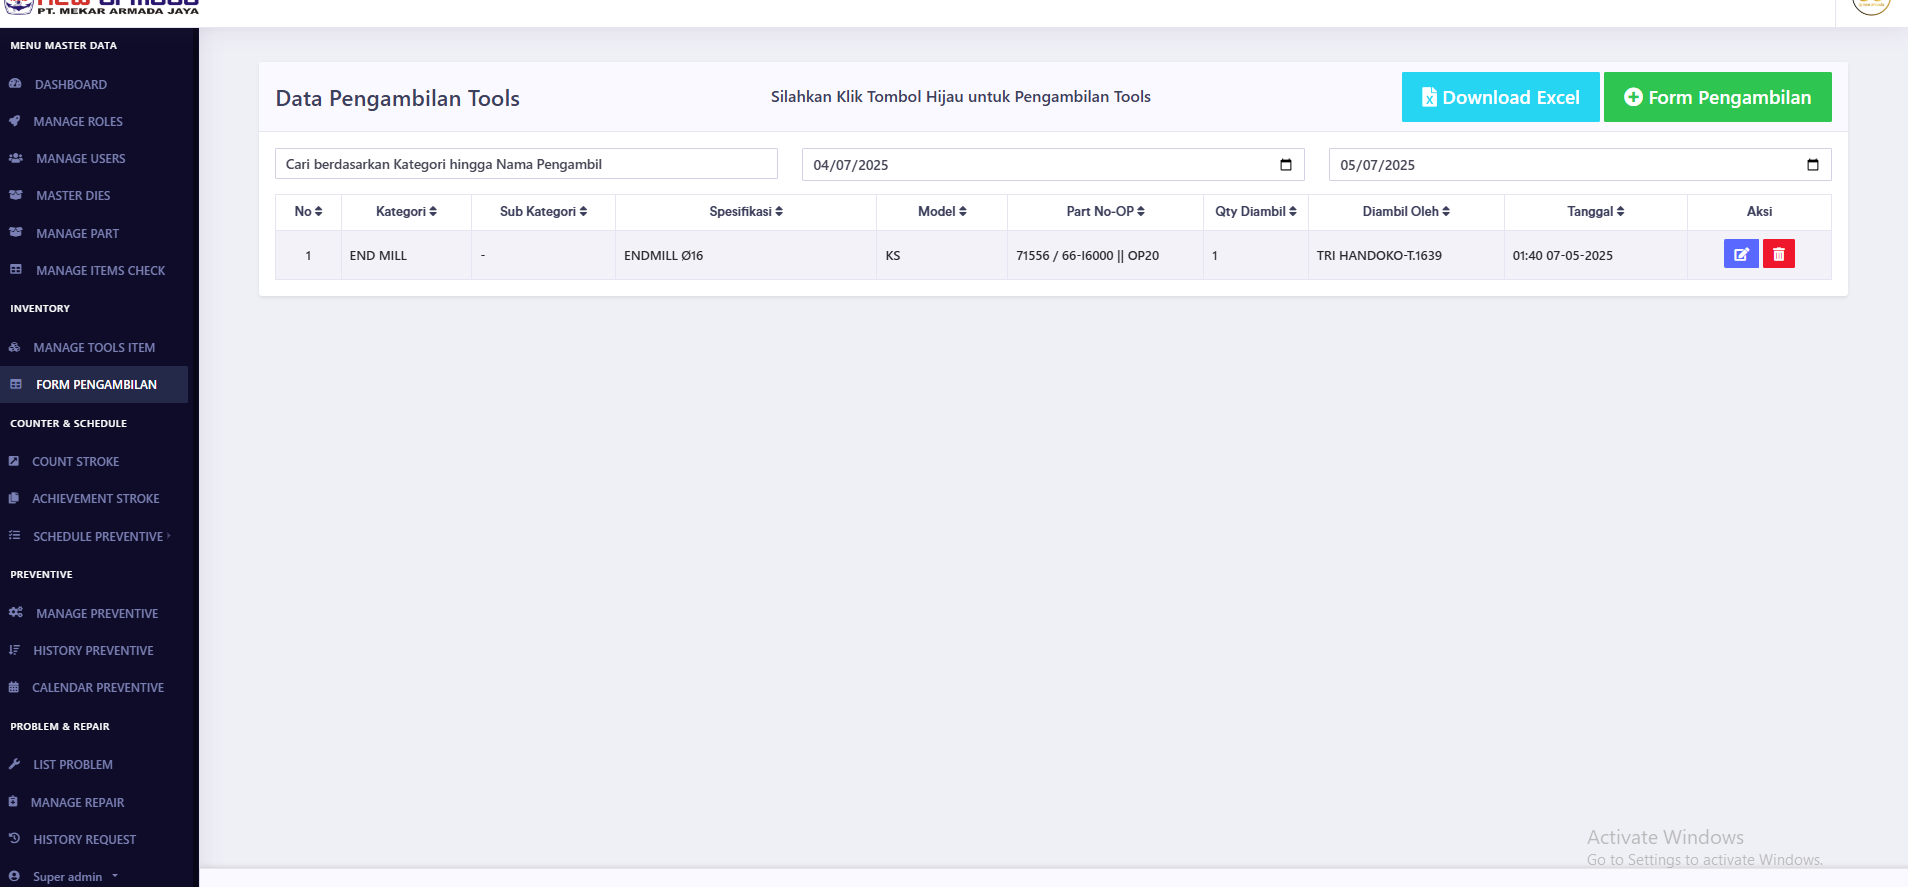 PT. MEKAR ARMADA JAYA
MENU MASTER DATA
DASHBOARD
MANAGE ROLES
MANAGE USERS
MASTER DIES
MANAGE PART
MANAGE ITEMS CHECK
INVENTORY
MANAGE TOOLS ITEM
FORM PENGAMBILAN
COUNTER & SCHEDULE
COUNT STROKE
ACHIEVEMENT STROKE
SCHEDULE PREVENTIVE
PREVENTIVE
MANAGE PREVENTIVE
HISTORY PREVENTIVE
CALENDAR PREVENTIVE
PROBLEM & REPAIR
LIST PROBLEM
MANAGE REPAIR
HISTORY REQUEST
Super admin
Data Pengambilan Tools
Silahkan Klik Tombol Hijau untuk Pengambilan Tools
Download Excel
Form Pengambilan
Cari berdasarkan Kategori hingga Nama Pengambil
04/07/2025
05/07/2025
No Kategori Sub Kategori Spesifikasi Model Part No-OP Qty Diambil Diambil Oleh Tanggal Aksi
1 END MILL - ENDMILL Ø16 KS 71556 / 66-I6000 || OP20 1 TRI HANDOKO-T.1639 01:40 07-05-2025
Activate Windows
Go to Settings to activate Windows.